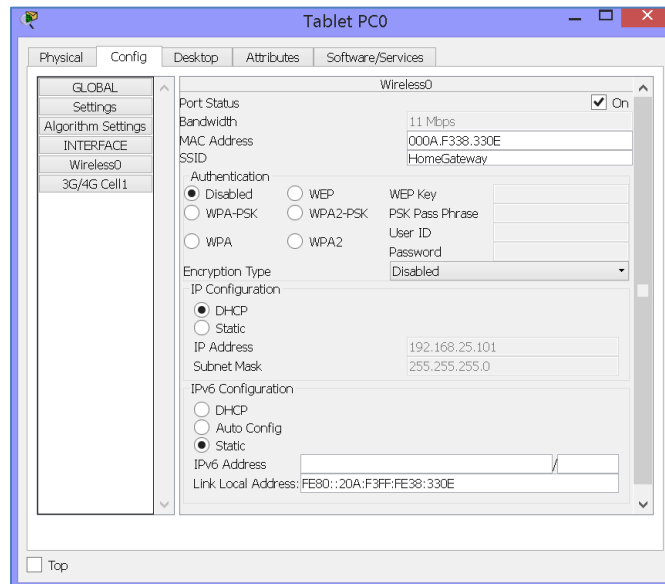 Tablet PC0
Physical Config Desktop Attributes Software/Services
GLOBAL
Settings
Algorithm Settings
INTERFACE
Wireless0
3G/4G Cell1
Wireless0
Port Status On
Bandwidth 11 Mbps
MAC Address 000A.F338.330E
SSID HomeGateway
Authentication
Disabled WEP WEP Key
WPA-PSK WPA2-PSK PSK Pass Phrase
User ID
WPA WPA2
Password
Encryption Type Disabled
IP Configuration
DHCP
Static
IP Address 192.168.25.101
Subnet Mask 255.255.255.0
IPv6 Configuration
DHCP
Auto Config
Static
IPv6 Address /
Link Local Address: FE80::20A:F3FF:FE38:330E
Top